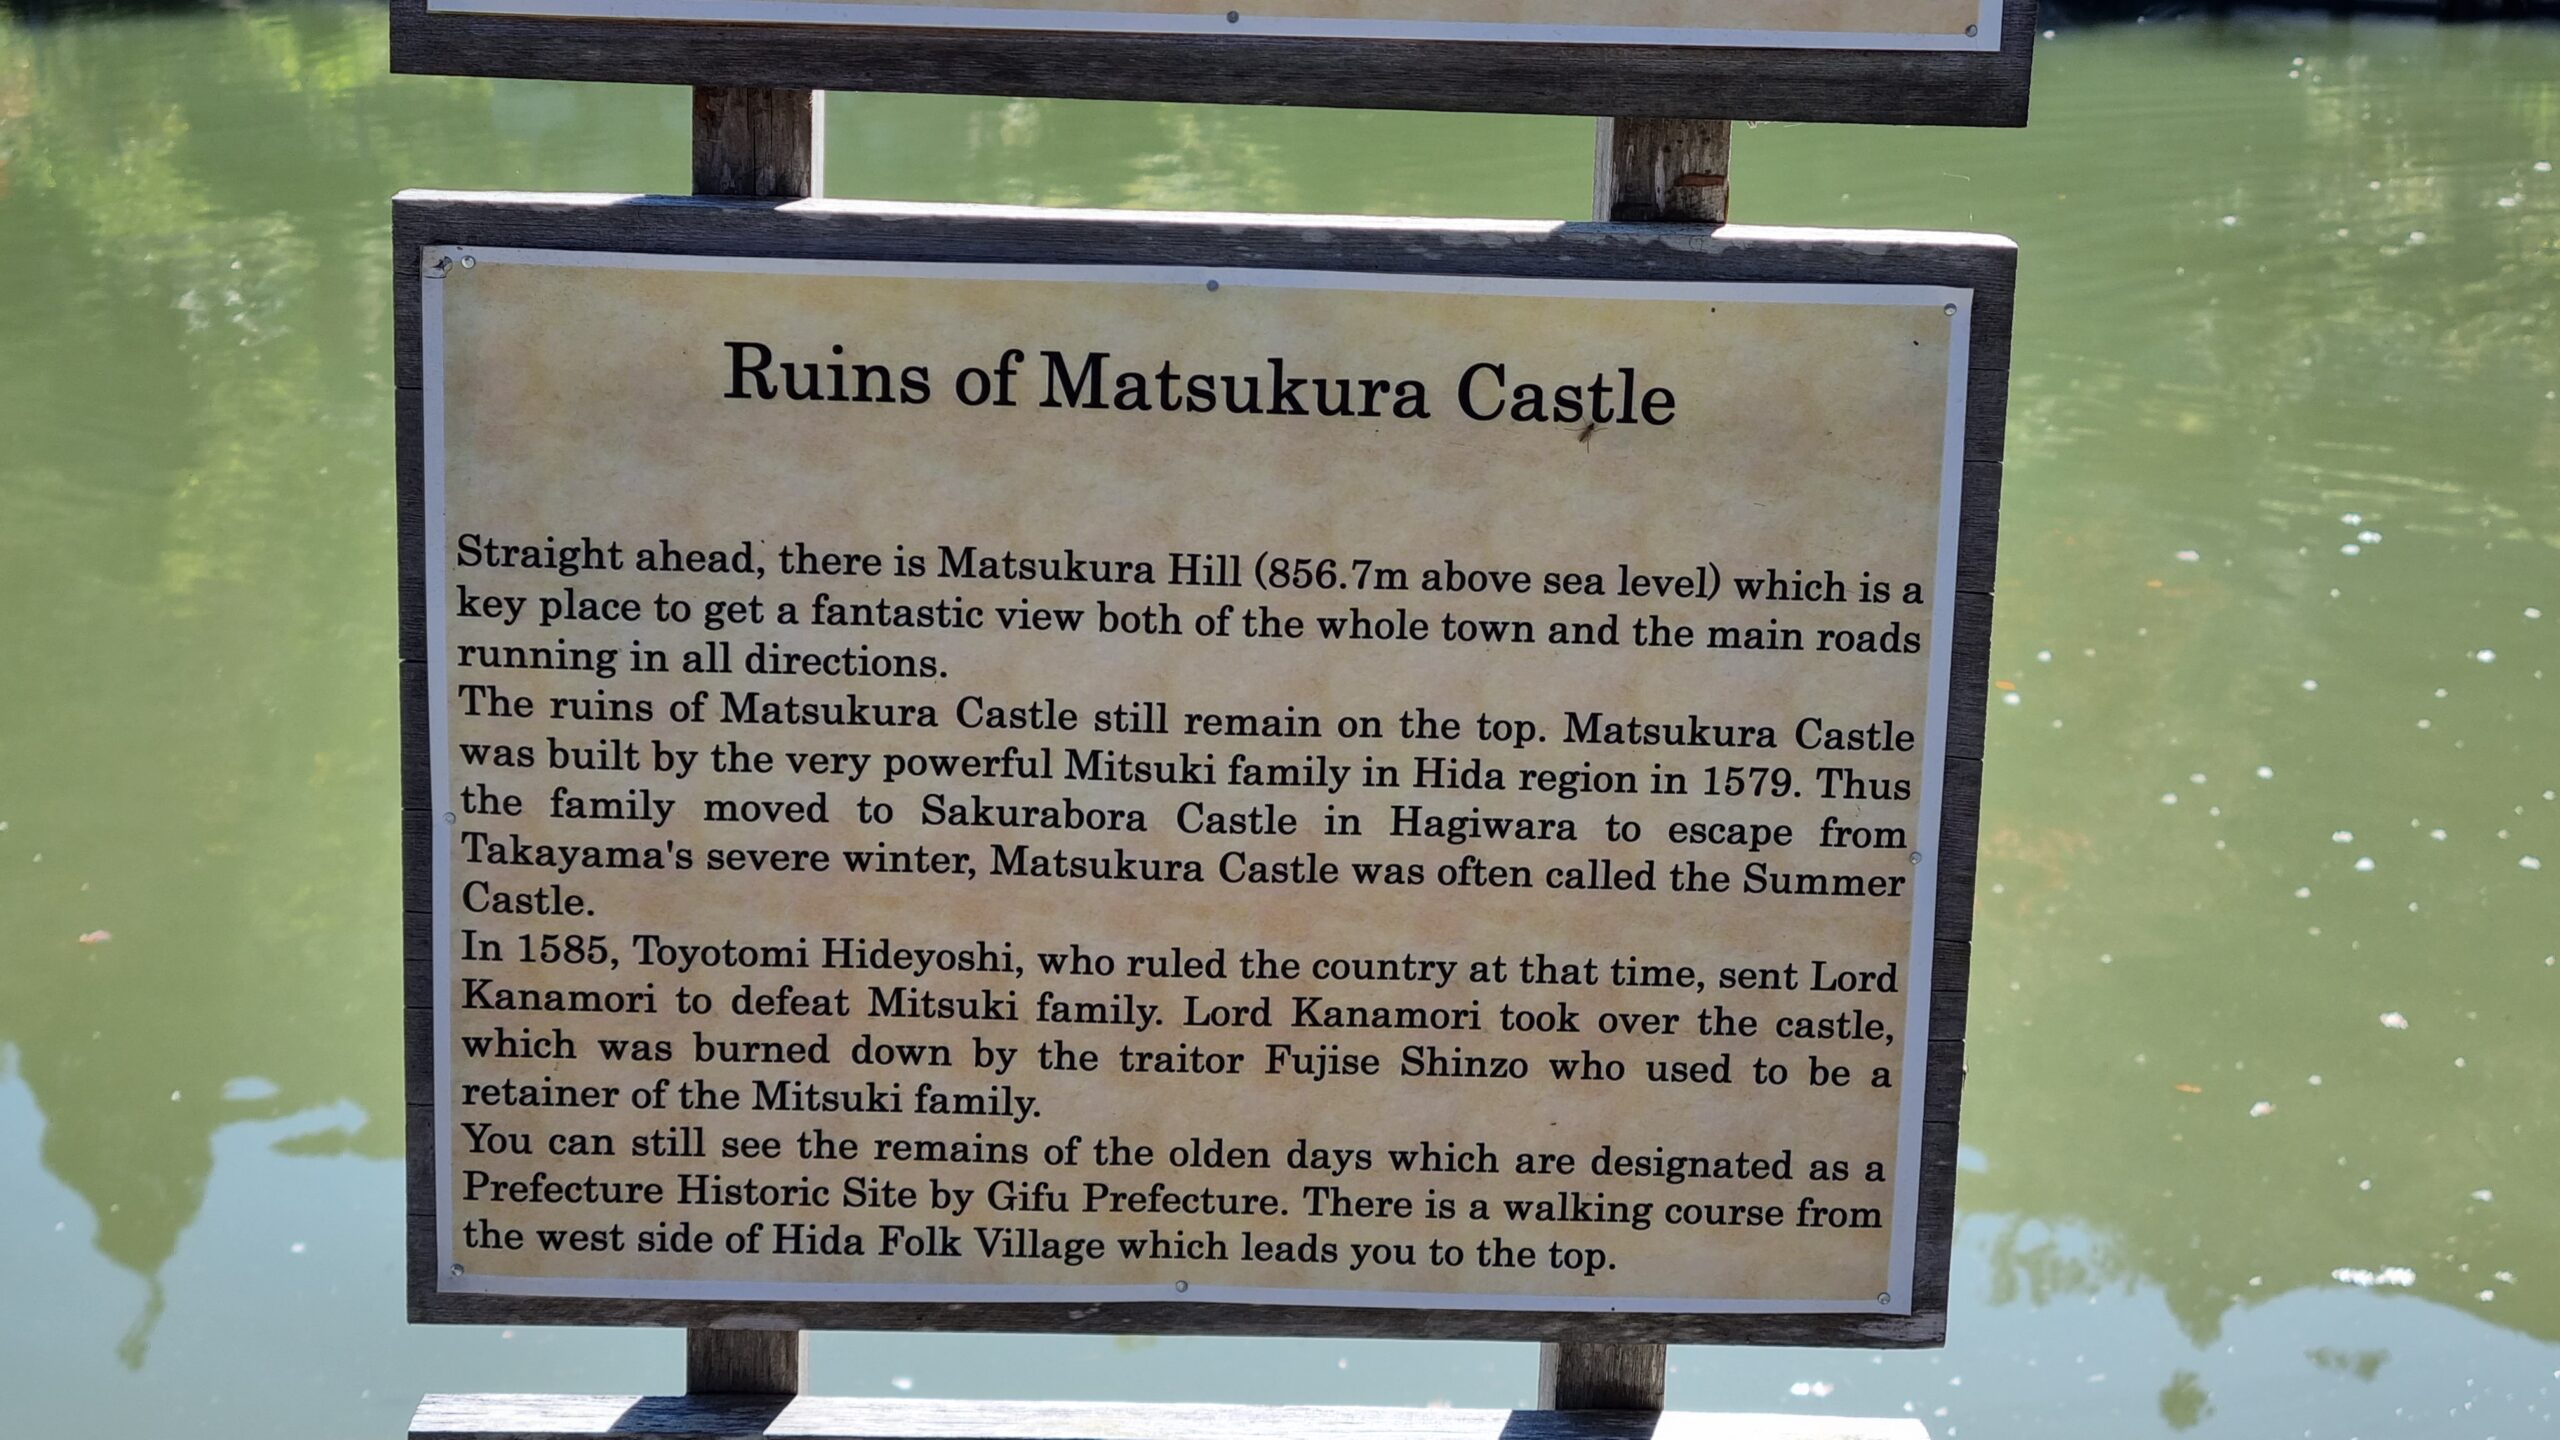 Ruins of Matsukura Castle
Straight ahead, there is Matsukura Hill (856.7m above sea level) which is a
key place to get a fantastic view both of the whole town and the main roads
running in all directions.
The ruins of Matsukura Castle still remain on the top. Matsukura Castle
was built by the very powerful Mitsuki family in Hida region in 1579. Thus
the family moved to Sakurabora Castle in Hagiwara to escape from
Takayama's severe winter, Matsukura Castle was often called the Summer
Castle.
In 1585, Toyotomi Hideyoshi, who ruled the country at that time, sent Lord
Kanamori to defeat Mitsuki family. Lord Kanamori took over the castle,
which was burned down by the traitor Fujise Shinzo who used to be a
retainer of the Mitsuki family.
You can still see the remains of the olden days which are designated as a
Prefecture Historic Site by Gifu Prefecture. There is a walking course from
the west side of Hida Folk Village which leads you to the top.